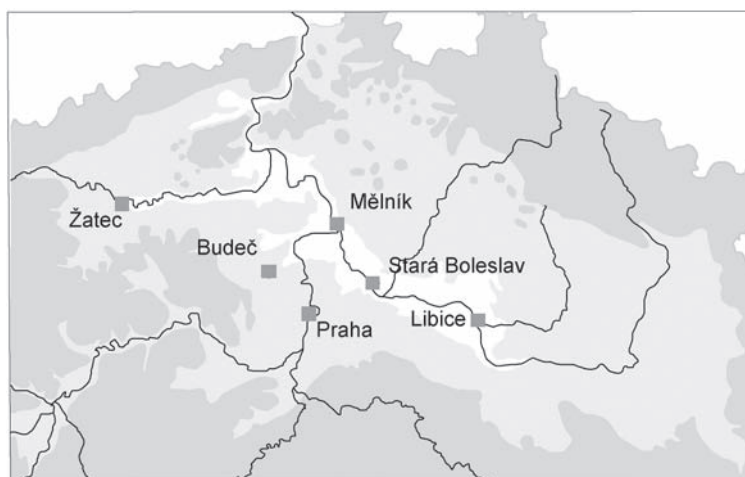 Mělník
Žatec
Budeč
Stará Boleslav
Praha
Libice